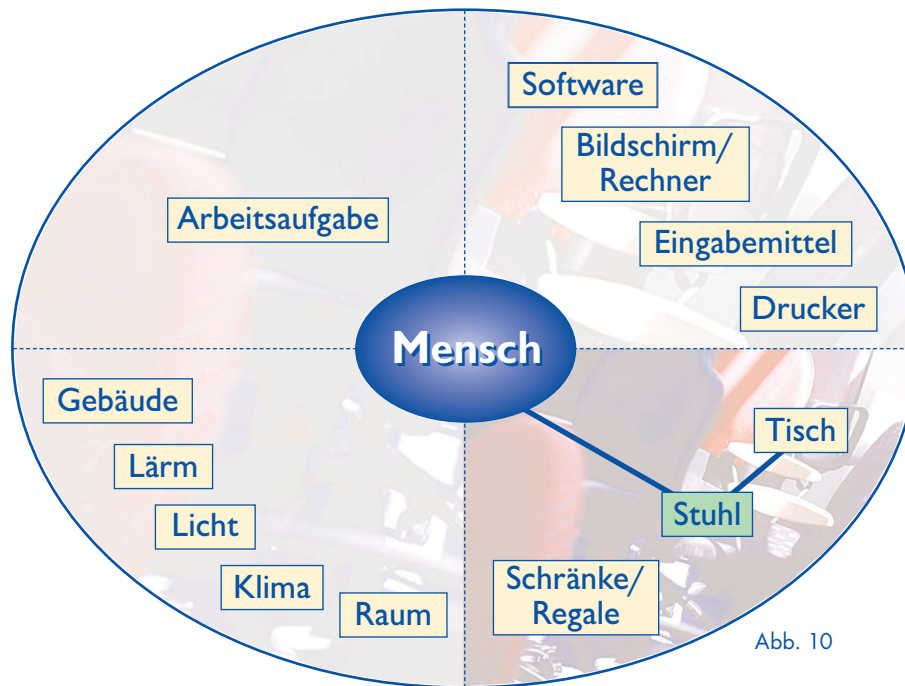 Software
Bildschirm/
Rechner
Arbeitsaufgabe
Eingabemittel
Drucker
Mensch
Gebäude
Tisch
Lärm
Stuhl
Licht
Klima
Schränke/
Regale
Raum
Abb. 10